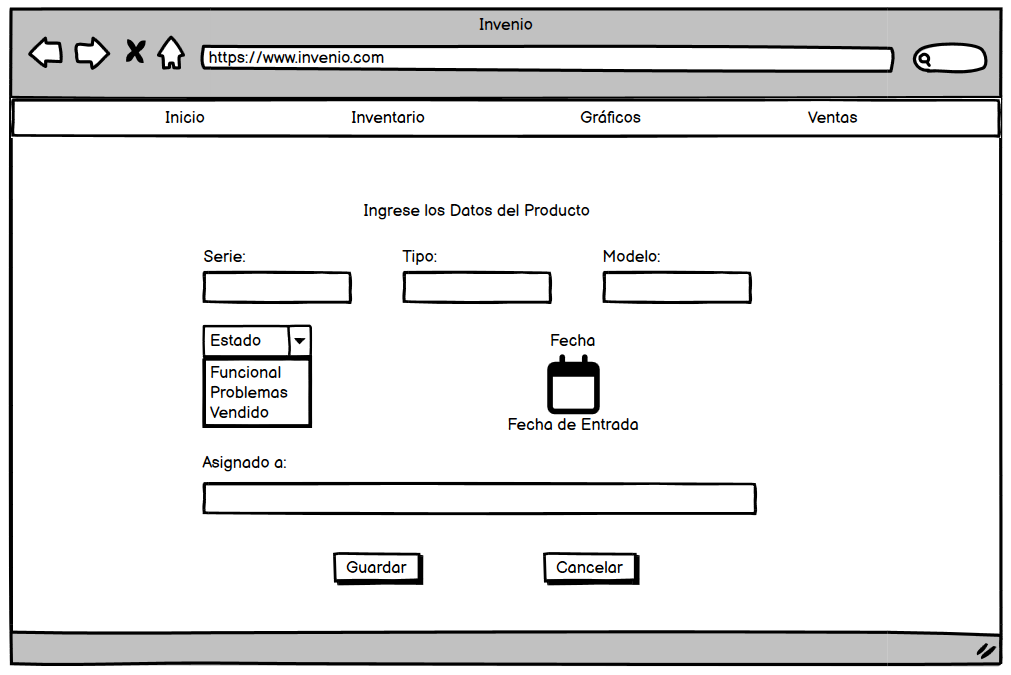 Invenio
https://www.invenio.com
Inicio Inventario Gráficos Ventas
Ingrese los Datos del Producto
Serie: Tipo: Modelo:
Estado
Fecha
Funcional
Problemas
Vendido
Fecha de Entrada
Asignado a:
Guardar Cancelar